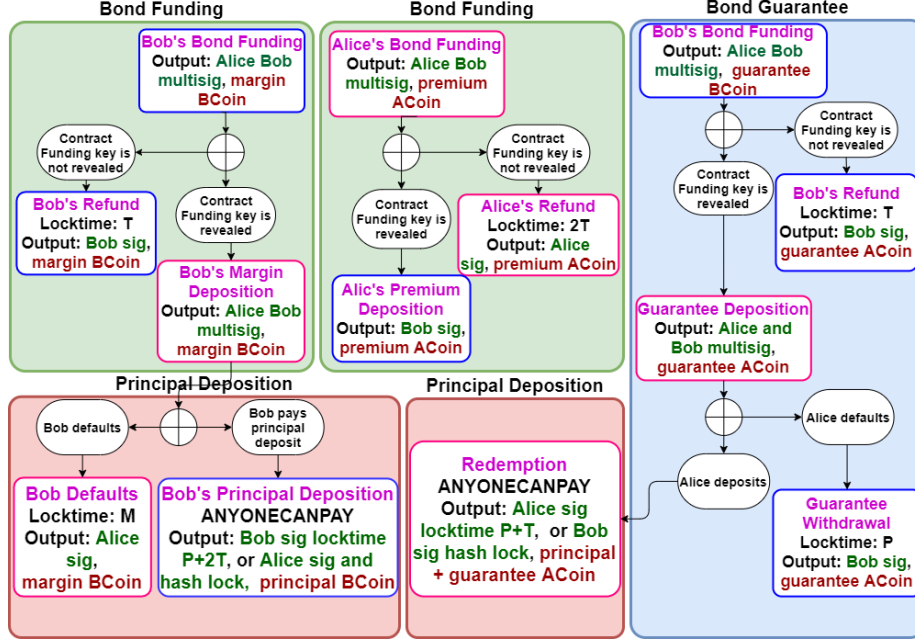 Bond Funding
Bob's Bond Funding
Output: Alice Bob
multisig, margin
BCoin
Contract
Funding key is
not revealed
Contract
Funding key is
revealed
Bob's Refund
Locktime: T
Output: Bob sig,
margin BCoin
Bob's Margin
Deposition
Output: Alice Bob
multisig,
margin BCoin
Bond Funding
Alice's Bond Funding
Output: Alice Bob
multisig, premium
ACoin
Contract
Funding key is
not revealed
Contract
Funding key is
revealed
Alice's Refund
Locktime: 2T
Output: Alice
sig, premium ACoin
Alic's Premium
Deposition
Output: Bob sig,
premium ACoin
Bond Guarantee
Bob's Bond Funding
Output: Alice Bob
multisig, guarantee
BCoin
Contract
Funding key is
not revealed
Contract
Funding key is
revealed
Bob's Refund
Locktime: T
Output: Bob sig,
guarantee ACoin
Guarantee Deposition
Output: Alice and
Bob multisig,
guarantee ACoin
Alice defaults
Alice deposits
Guarantee
Withdrawal
Locktime: P
Output: Bob sig,
guarantee ACoin
Principal Deposition
Bob defaults
Bob pays
principal
deposit
Bob Defaults
Locktime: M
Output: Alice
sig,
margin BCoin
Bob's Principal Deposition
ANYONECANPAY
Output: Bob sig locktime
P+2T, or Alice sig and
hash lock, principal BCoin
Principal Deposition
Redemption
ANYONECANPAY
Output: Alice sig
locktime P+T, or Bob
sig hash lock, principal
+ guarantee ACoin